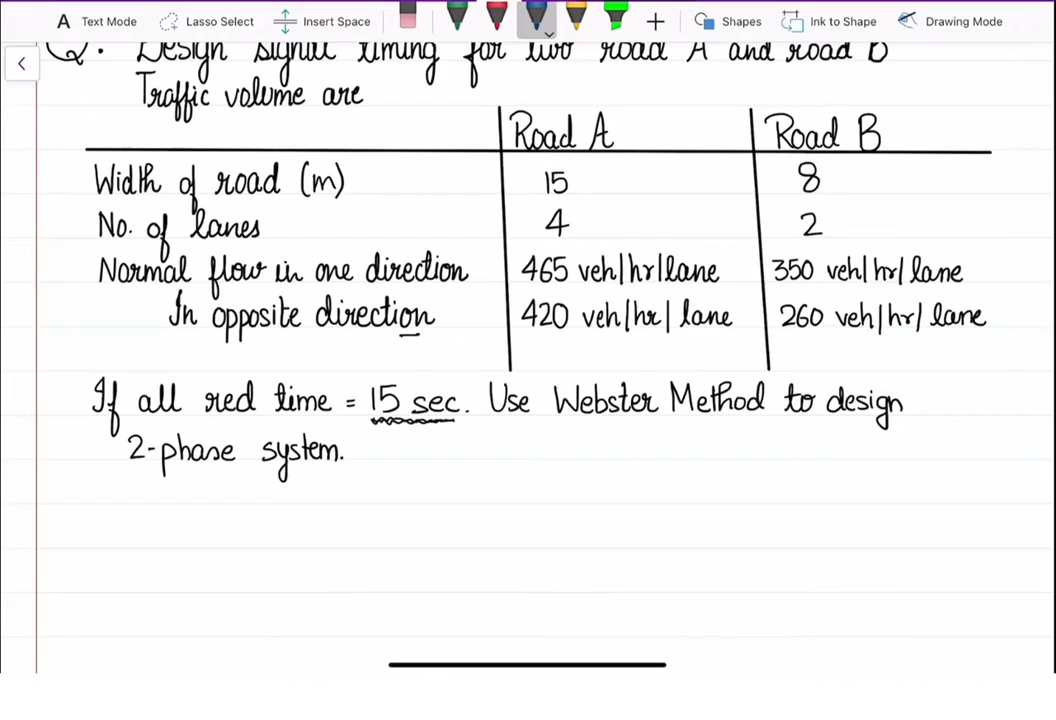 Text Mode Lasso Select Insert Space Shapes Ink to Shape Drawing Mode
Q. Design signal timing for two road A and road B
Traffic volume are
Road A Road B
Width of road (m) 15 8
No. of lanes 4 2
Normal flow in one direction 465 veh/hr/lane 350 veh/hr/lane
In opposite direction 420 veh/hr/lane 260 veh/hr/lane
If all red time = 15 sec. Use Webster Method to design
2-phase system.